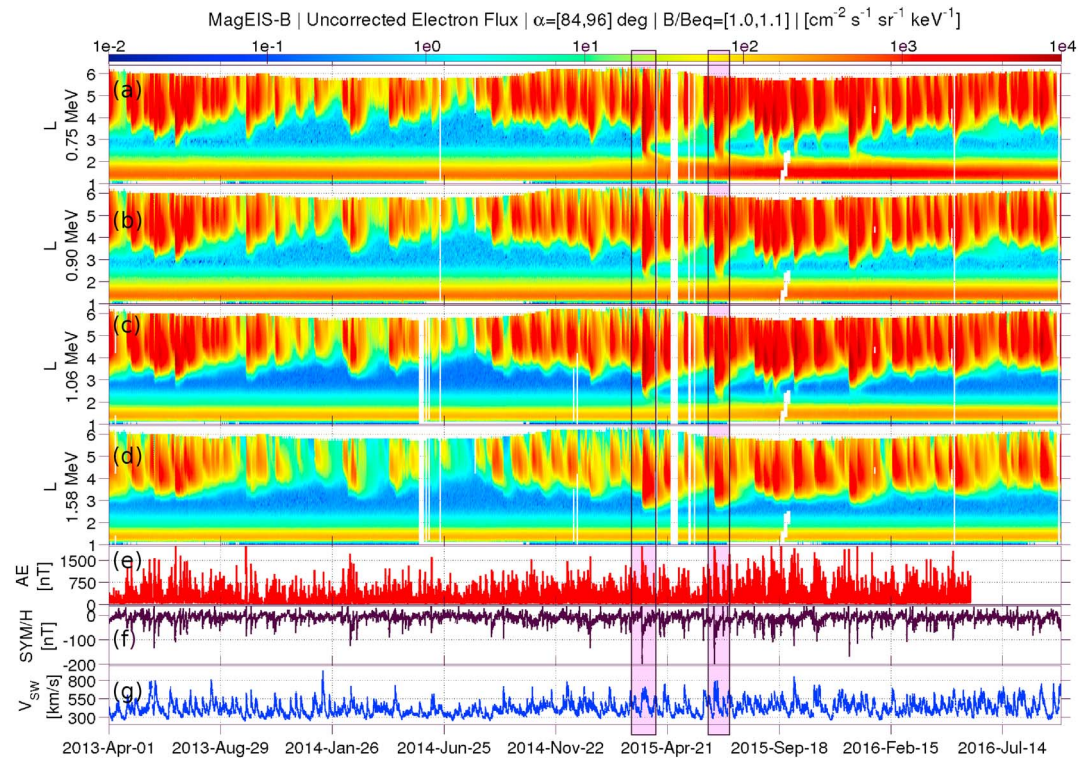 MagEIS-B | Uncorrected Electron Flux | α=[84,96] deg | B/Beq=[1.0,1.1] | [cm⁻² s⁻¹ sr⁻¹ keV⁻¹]
1e-2 1e-1 1e0 1e1 1e2 1e3 1e4
(a)
L
0.75 MeV
6
5
4
3
2
1
(b)
L
0.90 MeV
6
5
4
3
2
1
(c)
L
1.06 MeV
6
5
4
3
2
1
(d)
L
1.58 MeV
6
5
4
3
2
1
(e)
AE
[nT]
1500
750
0
(f)
SYM/H
[nT]
0
-100
-200
(g)
V_SW
[km/s]
800
550
300
2013-Apr-01 2013-Aug-29 2014-Jan-26 2014-Jun-25 2014-Nov-22 2015-Apr-21 2015-Sep-18 2016-Feb-15 2016-Jul-14